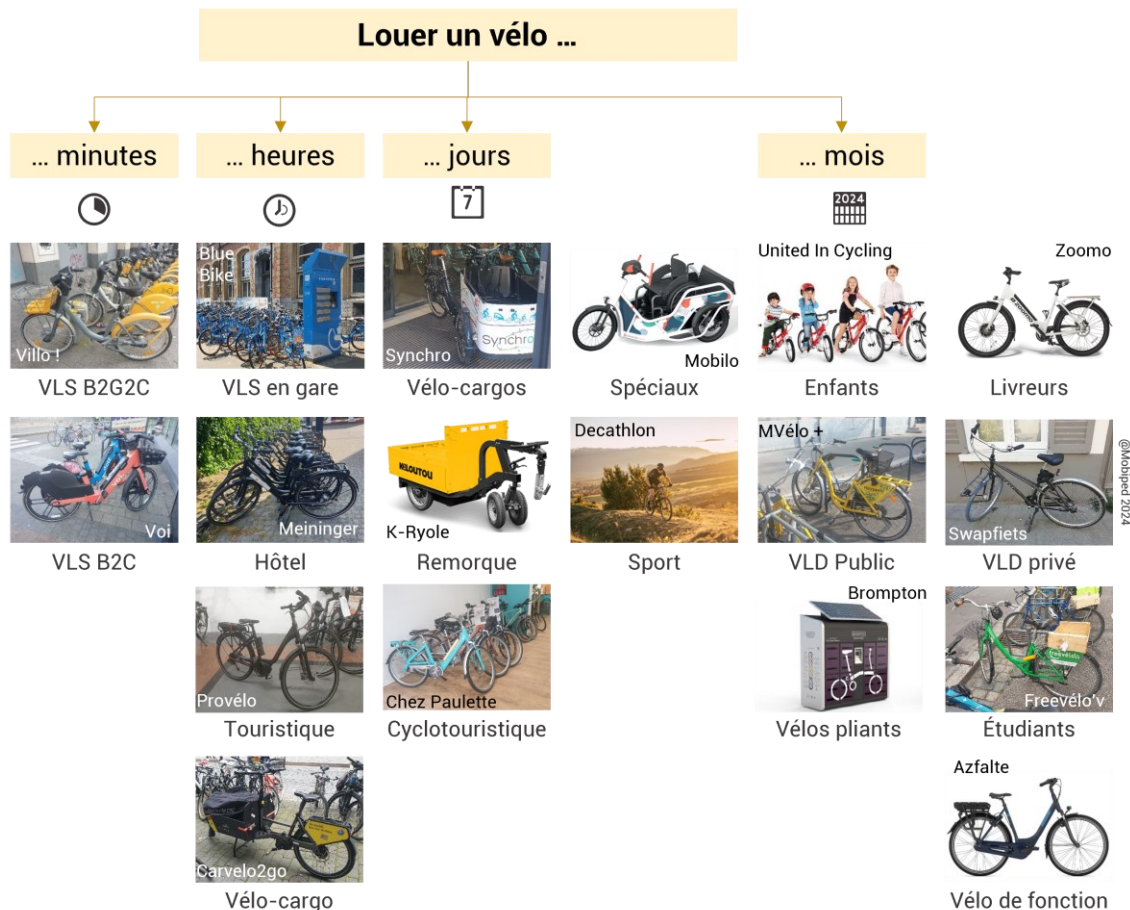 Louer un vélo ...
... minutes
... heures
... jours
... mois
7
2024
Villo !
VLS B2G2C
Blue
Bike
VLS en gare
Synchro
Synchro
Vélo-cargos
Mobilo
Spéciaux
United In Cycling
Enfants
Zoomo
Livreurs
Voi
VLS B2C
Meininger
Hôtel
KILOUTOU
K-Ryole
Remorque
Decathlon
Sport
MVélo +
VLD Public
Swapfiets
VLD privé
@Mobiped 2024
Provélo
Touristique
Chez Paulette
Cyclotouristique
Brompton
Vélos pliants
Freevélo'v
Freevélo'v
Étudiants
Carvelo2go
Vélo-cargo
Azfalte
Vélo de fonction